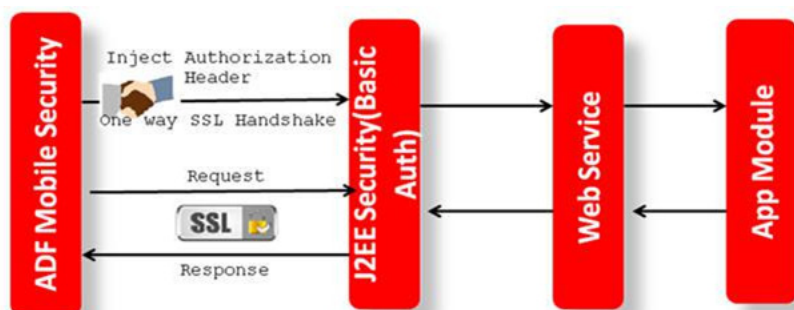 ADF Mobile Security
Inject Authorization
Header
One way SSL Handshake
Request
SSL
Response
J2EE Security(Basic
Auth)
Web Service
App Module